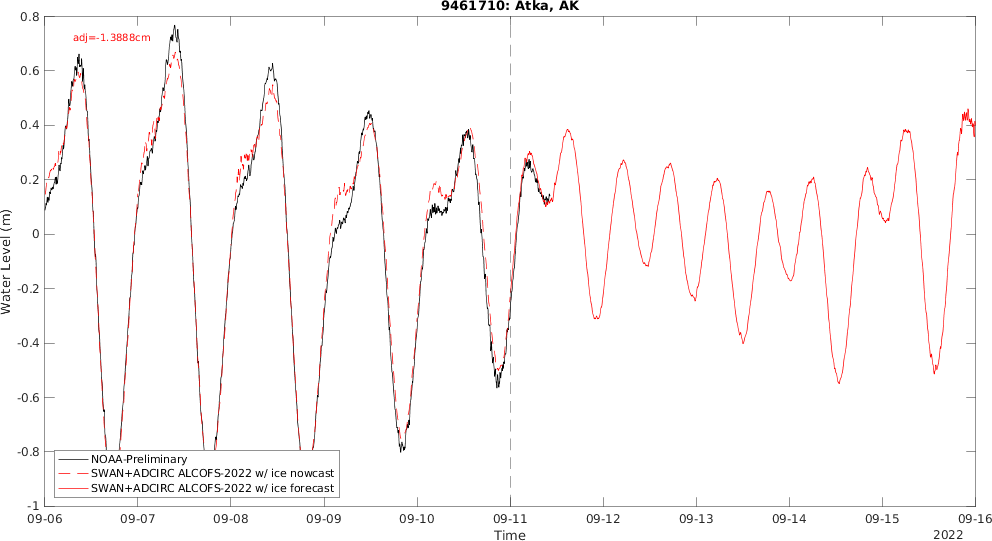 9461710: Atka, AK
adj=-1.3888cm
0.8
0.6
0.4
0.2
0
-0.2
-0.4
-0.6
-0.8
-1
Water Level (m)
NOAA-Preliminary
SWAN+ADCIRC ALCOFS-2022 w/ ice nowcast
SWAN+ADCIRC ALCOFS-2022 w/ ice forecast
09-06 09-07 09-08 09-09 09-10 09-11 09-12 09-13 09-14 09-15 09-16
Time
2022